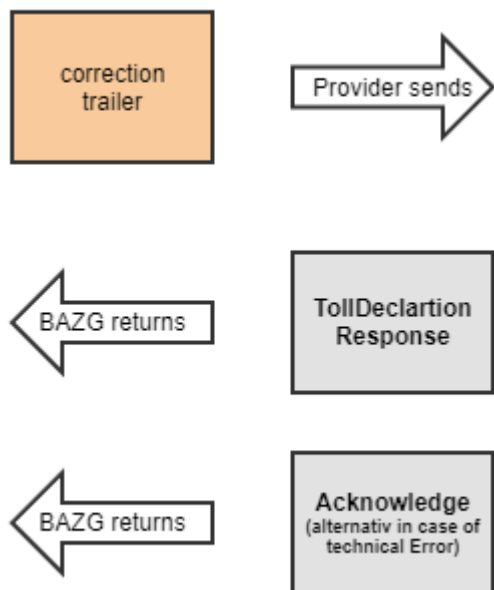 correction
trailer
Provider sends
BAZG returns
TollDeclartion
Response
BAZG returns
Acknowledge
(alternativ in case of
technical Error)